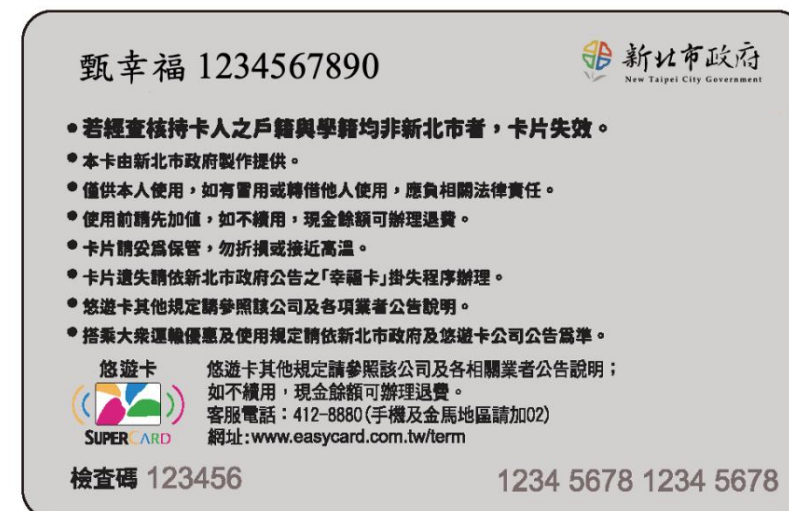 甄幸福 1234567890
新北市政府
New Taipei City Government
•若經查核持卡人之戶籍與學籍均非新北市者，卡片失效。
•本卡由新北市政府製作提供。
•僅供本人使用，如有冒用或轉借他人使用，應負相關法律責任。
•使用前請先加值，如不續用，現金餘額可辦理退費。
•卡片請妥爲保管，勿折損或接近高溫。
•卡片遺失請依新北市政府公告之「幸福卡」掛失程序辦理。
•悠遊卡其他規定請參照該公司及各項業者公告說明。
•搭乘大衆運輸優惠及使用規定請依新北市政府及悠遊卡公司公告爲準。
悠遊卡
SUPERCARD
悠遊卡其他規定請參照該公司及各相關業者公告說明；
如不續用，現金餘額可辦理退費。
客服電話：412-8880(手機及金馬地區請加02)
網址:www.easycard.com.tw/term
檢查碼 123456
1234 5678 1234 5678